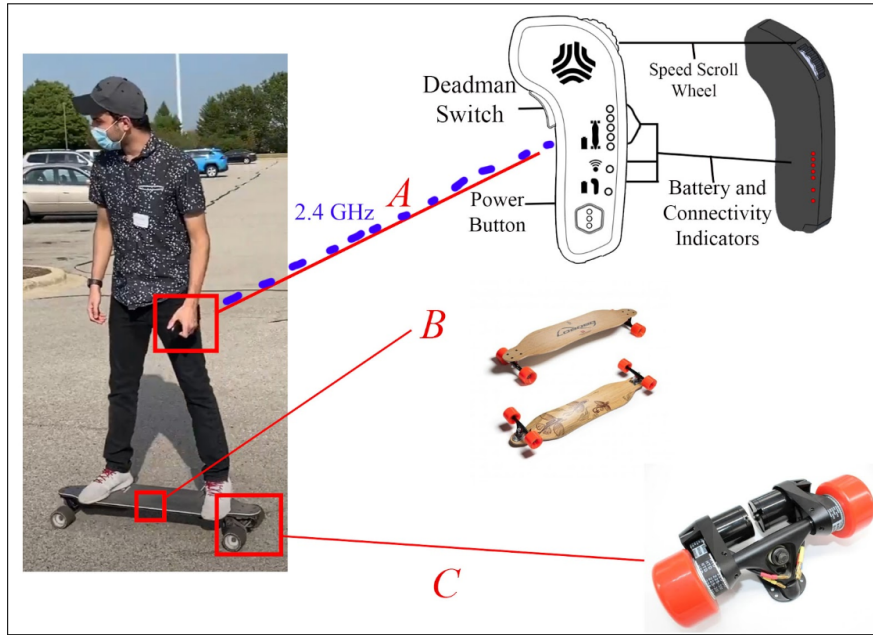 Deadman
Switch
Speed Scroll
Wheel
A
2.4 GHz
Power
Button
Battery and
Connectivity
Indicators
B
C